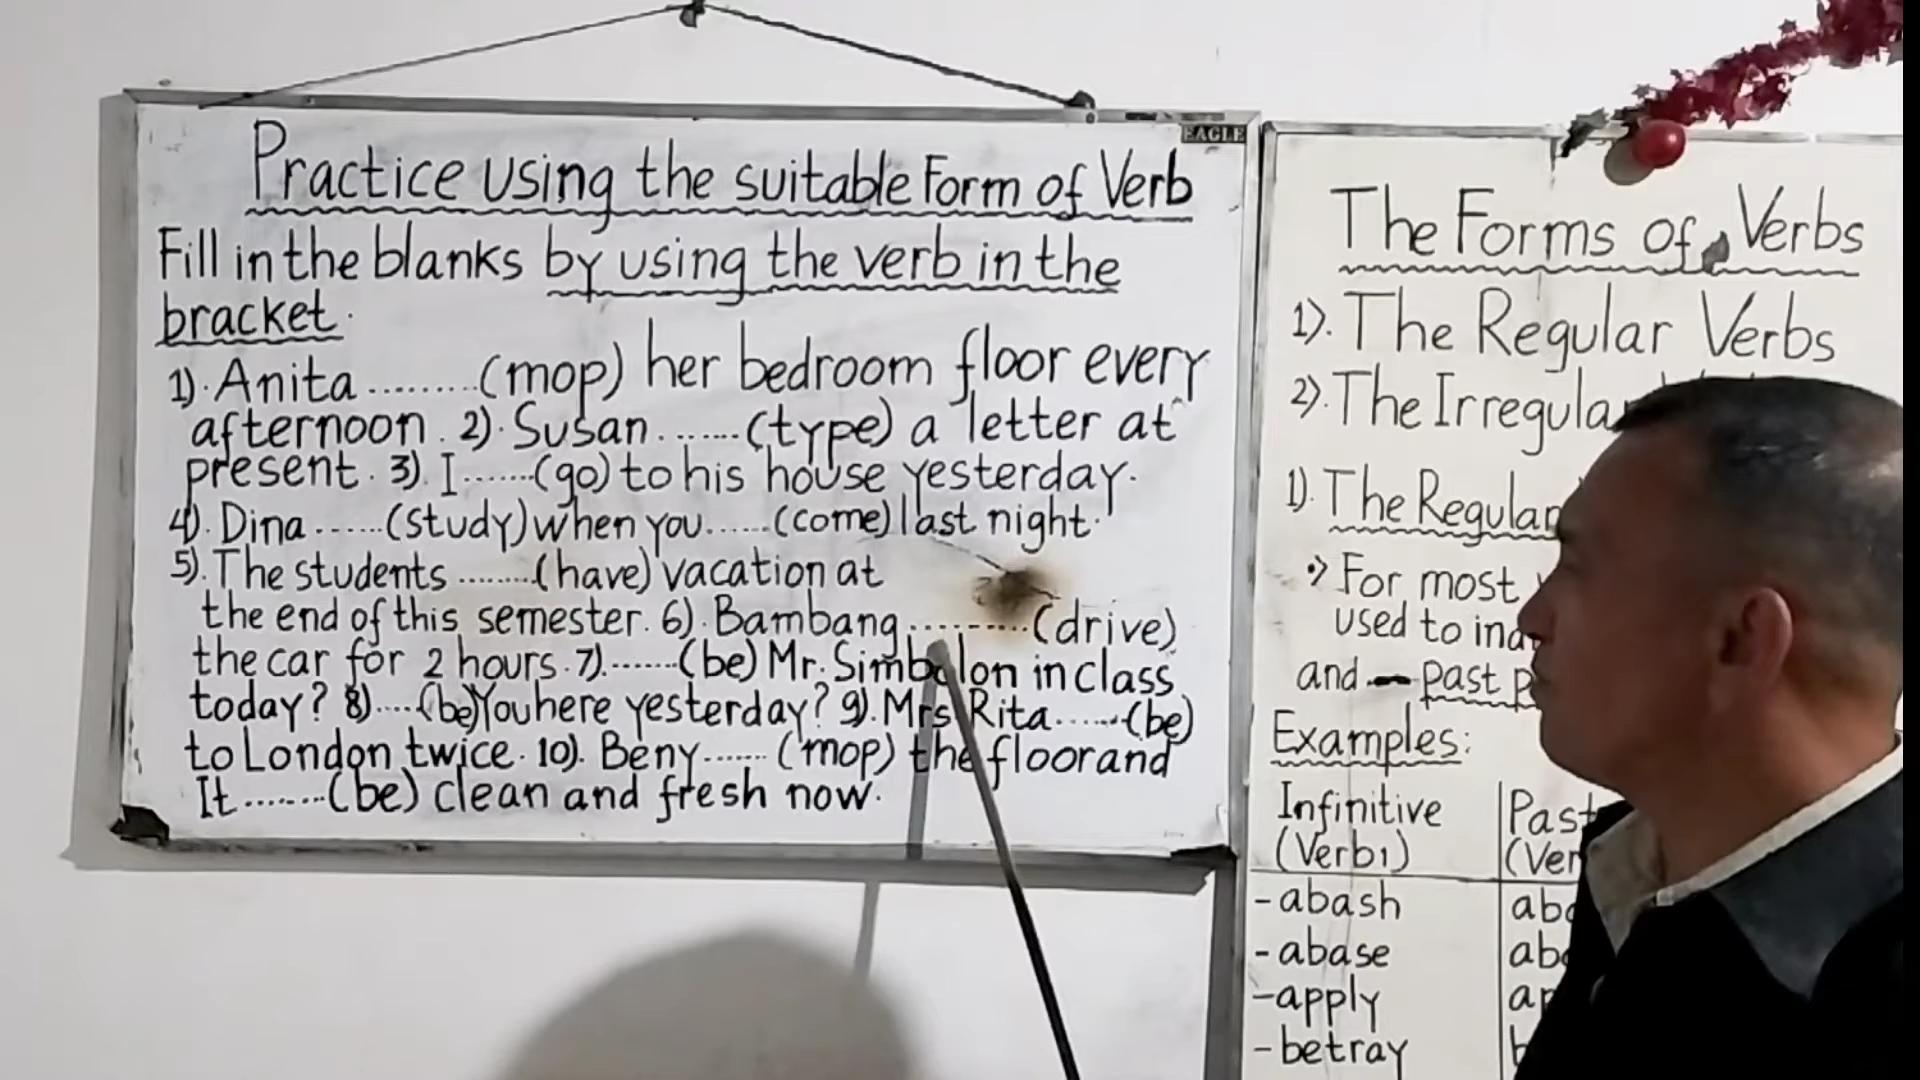 EAGLE
Practice using the suitable Form of Verb
Fill in the blanks by using the verb in the
bracket.
1). Anita ........(mop) her bedroom floor every
afternoon. 2). Susan .......(type) a letter at
present. 3). I.......(go) to his house yesterday.
4). Dina ......(study) when you......(come) last night.
5). The students ........(have) vacation at
the end of this semester. 6). Bambang .........(drive)
the car for 2 hours. 7).......(be) Mr. Simbolon in class
today? 8)....(be) You here yesterday? 9). Mrs Rita......(be)
to London twice. 10). Beny...... (mop) the floor and
It.......(be) clean and fresh now.
The Forms of Verbs
1). The Regular Verbs
2). The Irregular
1). The Regular
For most
used to
and past
Examples:
Infinitive Past
(Verb1)
-abash
-abase
-apply
-betray